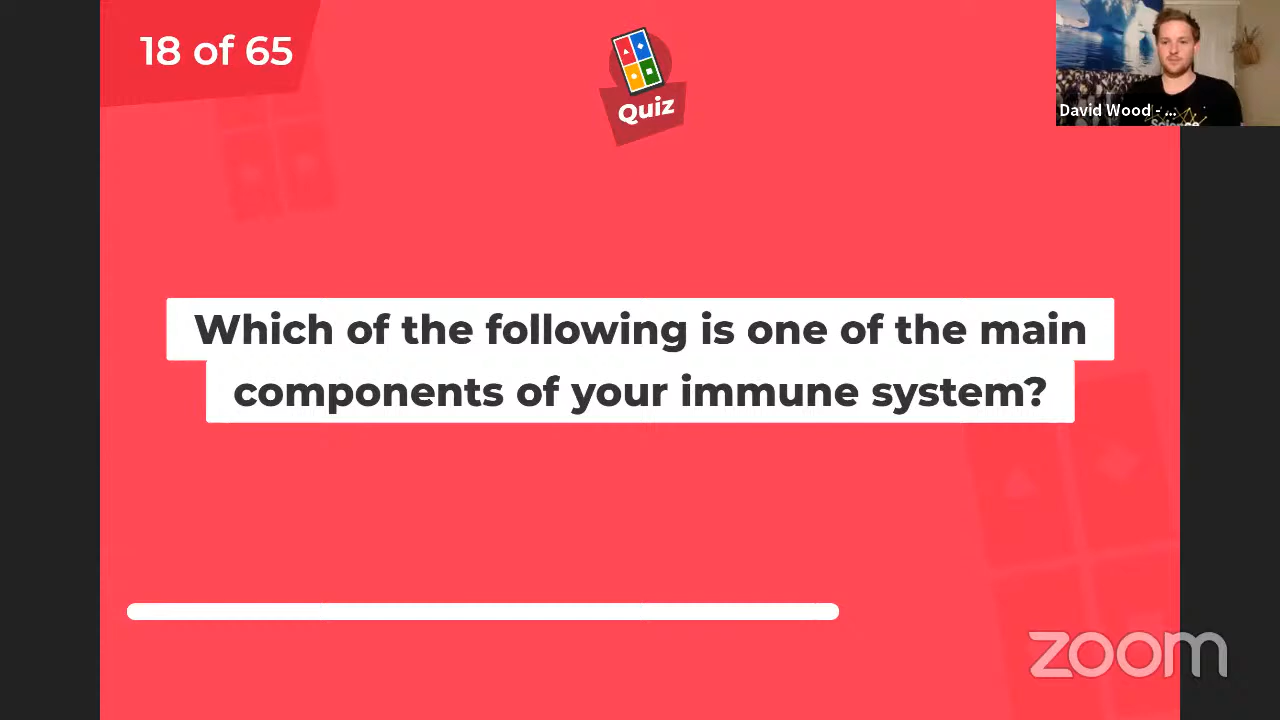 18 of 65
Quiz
David Wood - ...
Science
Which of the following is one of the main
components of your immune system?
zoom